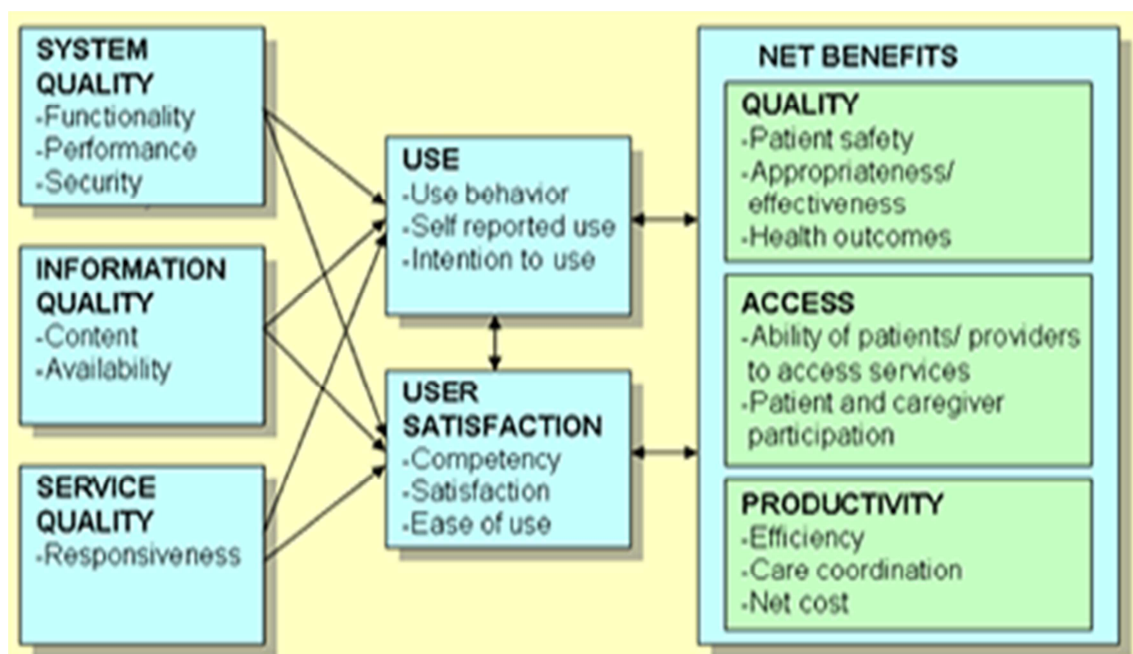 SYSTEM
QUALITY
-Functionality
-Performance
-Security
INFORMATION
QUALITY
-Content
-Availability
SERVICE
QUALITY
-Responsiveness
USE
-Use behavior
-Self reported use
-Intention to use
USER
SATISFACTION
-Competency
-Satisfaction
-Ease of use
NET BENEFITS
QUALITY
-Patient safety
-Appropriateness/
effectiveness
-Health outcomes
ACCESS
-Ability of patients/ providers
to access services
-Patient and caregiver
participation
PRODUCTIVITY
-Efficiency
-Care coordination
-Net cost